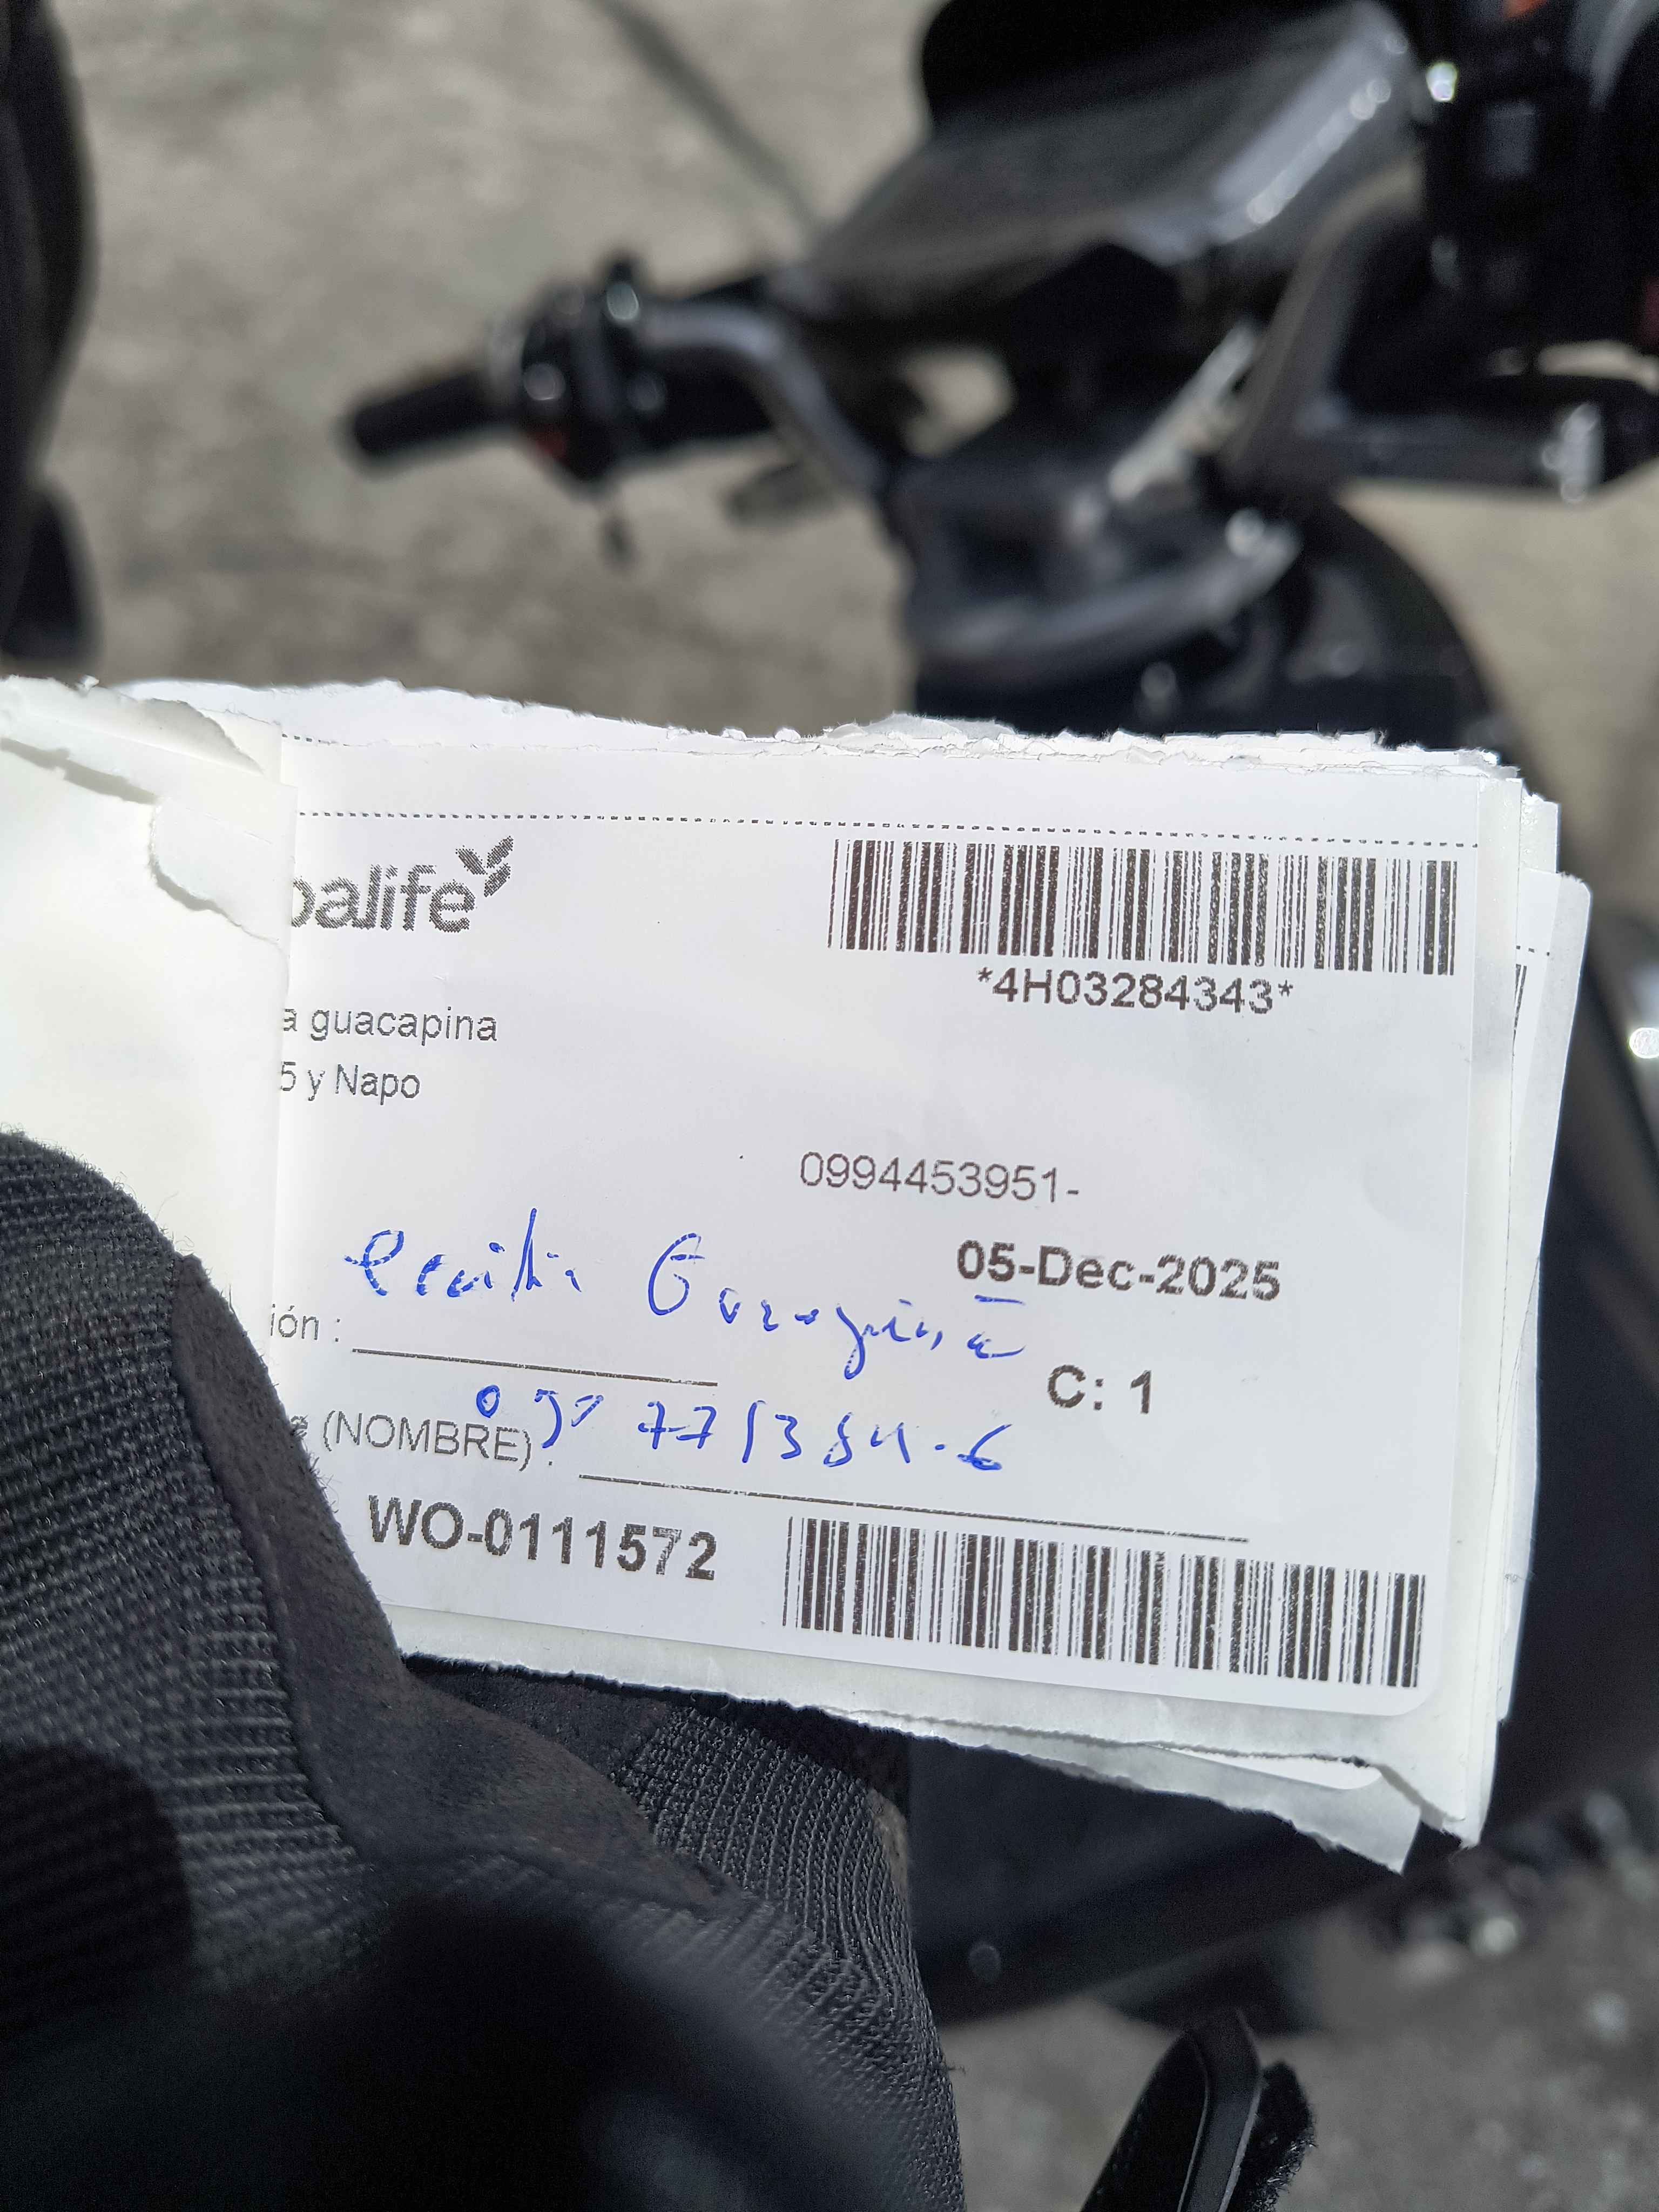 balife
*4H03284343*
a guacapina
5 y Napo
0994453951-
05-Dec-2025
ión :
C: 1
(NOMBRE) :
WO-0111572